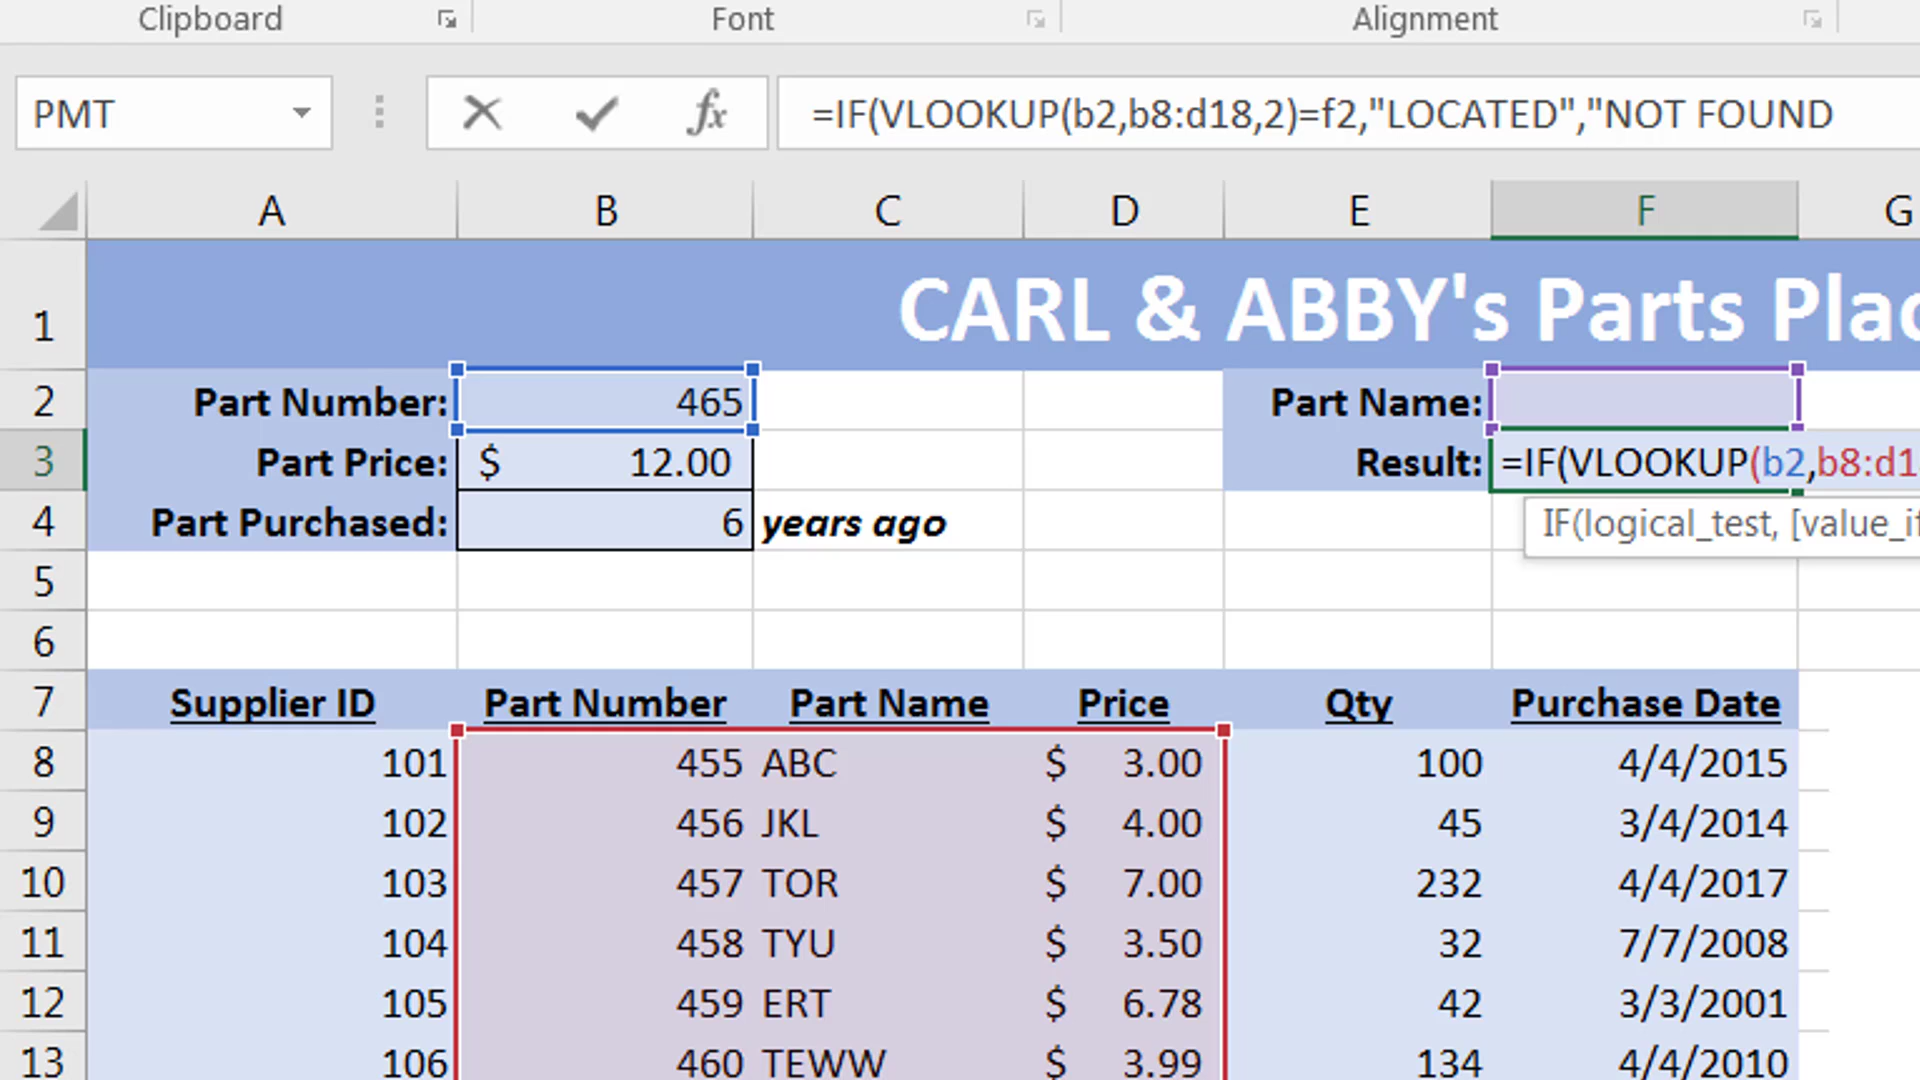 Clipboard Font Alignment
PMT fx =IF(VLOOKUP(b2,b8:d18,2)=f2,"LOCATED","NOT FOUND
A B C D E F G
1 CARL & ABBY's Parts Plac
2 Part Number: 465 Part Name:
3 Part Price: $ 12.00 Result: =IF(VLOOKUP(b2,b8:d1
4 Part Purchased: 6 years ago IF(logical_test, [value_if
5
6
7 Supplier ID Part Number Part Name Price Qty Purchase Date
8 101 455 ABC $ 3.00 100 4/4/2015
9 102 456 JKL $ 4.00 45 3/4/2014
10 103 457 TOR $ 7.00 232 4/4/2017
11 104 458 TYU $ 3.50 32 7/7/2008
12 105 459 ERT $ 6.78 42 3/3/2001
13 106 460 TEWW $ 3.99 134 4/4/2010